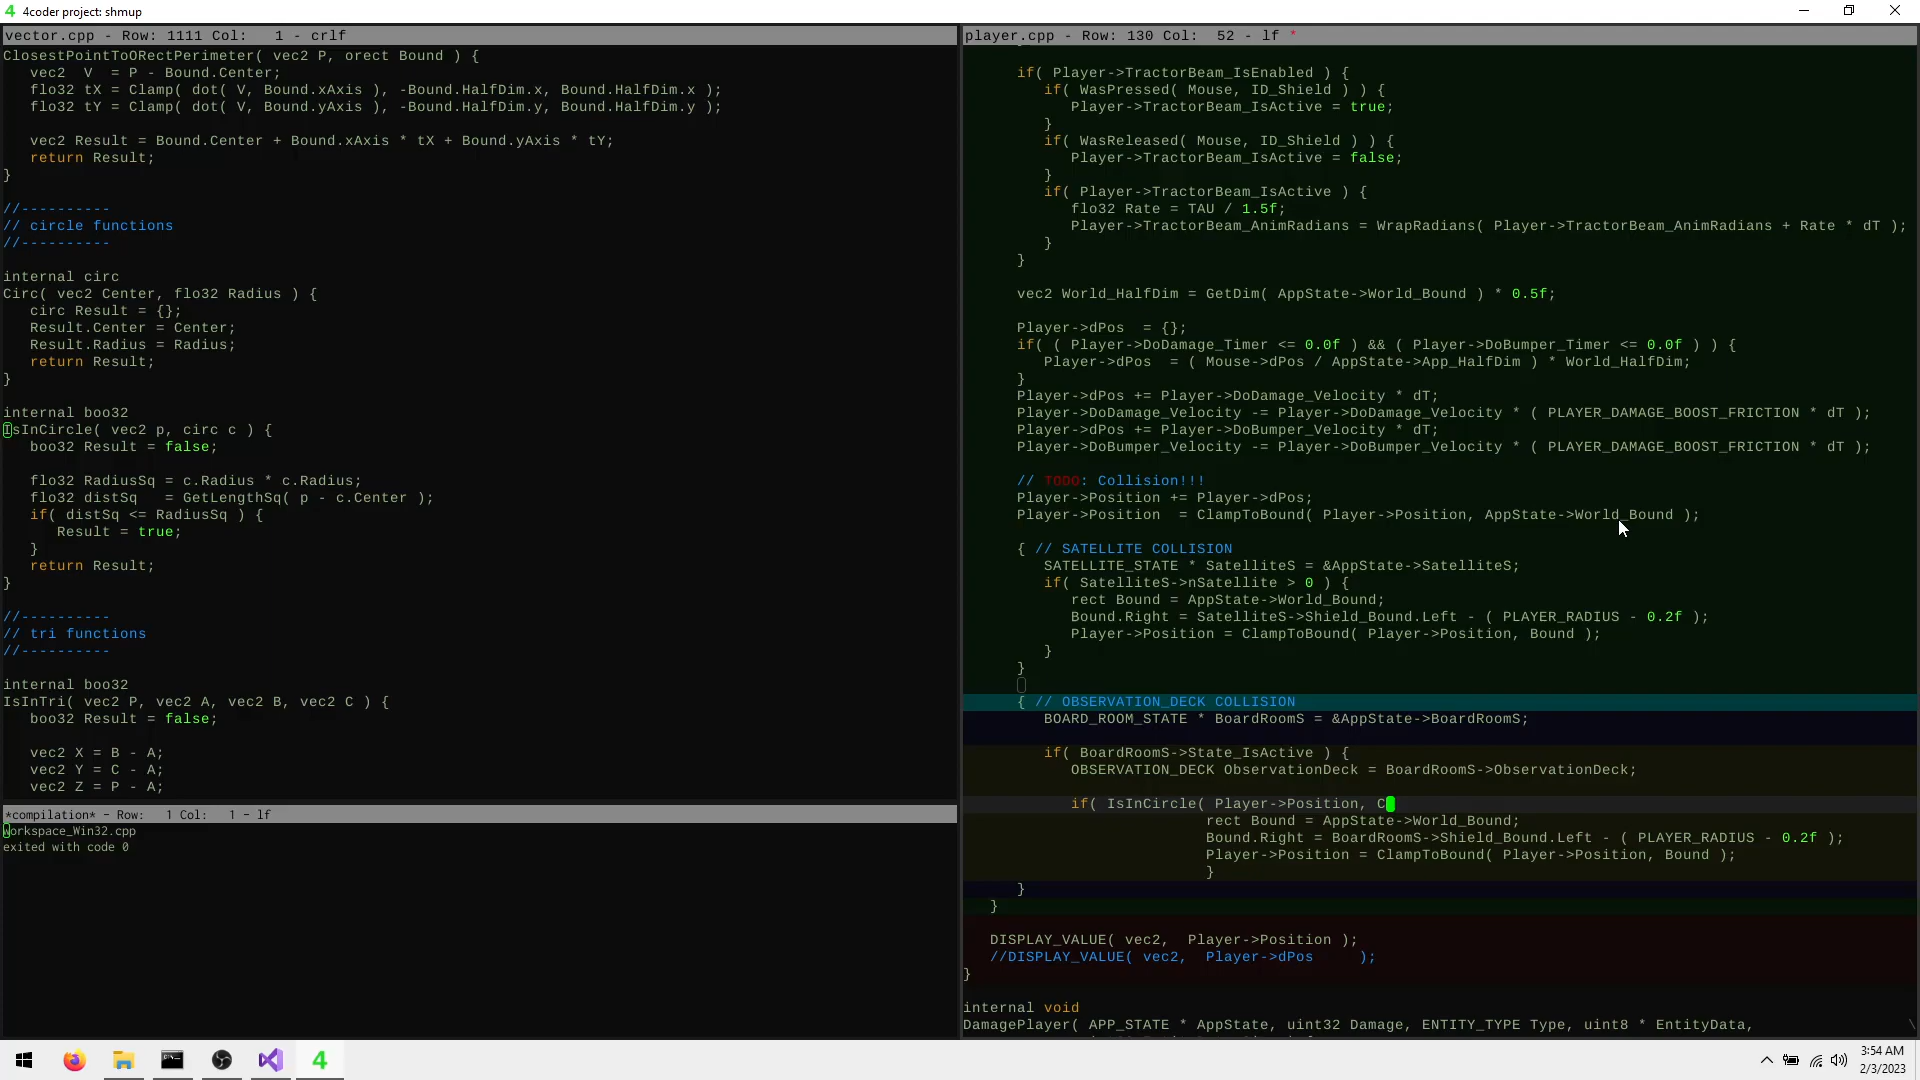 4 4coder project: shmup
vector.cpp - Row: 1111 Col:   1 - crlf
ClosestPointToORectPerimeter( vec2 P, orect Bound ) {
vec2  V  = P - Bound.Center;
flo32 tX = Clamp( dot( V, Bound.xAxis ), -Bound.HalfDim.x, Bound.HalfDim.x );
flo32 tY = Clamp( dot( V, Bound.yAxis ), -Bound.HalfDim.y, Bound.HalfDim.y );
vec2 Result = Bound.Center + Bound.xAxis * tX + Bound.yAxis * tY;
return Result;
}
//----------
// circle functions
//----------
internal circ
Circ( vec2 Center, flo32 Radius ) {
circ Result = {};
Result.Center = Center;
Result.Radius = Radius;
return Result;
}
internal boo32
IsInCircle( vec2 p, circ c ) {
boo32 Result = false;
flo32 RadiusSq = c.Radius * c.Radius;
flo32 distSq   = GetLengthSq( p - c.Center );
if( distSq <= RadiusSq ) {
Result = true;
}
return Result;
}
//----------
// tri functions
//----------
internal boo32
IsInTri( vec2 P, vec2 A, vec2 B, vec2 C ) {
boo32 Result = false;
vec2 X = B - A;
vec2 Y = C - A;
vec2 Z = P - A;
*compilation* - Row:   1 Col:   1 - lf
workspace_Win32.cpp
exited with code 0
player.cpp - Row: 130 Col:  52 - lf *
if( Player->TractorBeam_IsEnabled ) {
if( WasPressed( Mouse, ID_Shield ) ) {
Player->TractorBeam_IsActive = true;
}
if( WasReleased( Mouse, ID_Shield ) ) {
Player->TractorBeam_IsActive = false;
}
if( Player->TractorBeam_IsActive ) {
flo32 Rate = TAU / 1.5f;
Player->TractorBeam_AnimRadians = WrapRadians( Player->TractorBeam_AnimRadians + Rate * dT );
}
}
vec2 World_HalfDim = GetDim( AppState->World_Bound ) * 0.5f;
Player->dPos  = {};
if( ( Player->DoDamage_Timer <= 0.0f ) && ( Player->DoBumper_Timer <= 0.0f ) ) {
Player->dPos  = ( Mouse->dPos / AppState->App_HalfDim ) * World_HalfDim;
}
Player->dPos += Player->DoDamage_Velocity * dT;
Player->DoDamage_Velocity -= Player->DoDamage_Velocity * ( PLAYER_DAMAGE_BOOST_FRICTION * dT );
Player->dPos += Player->DoBumper_Velocity * dT;
Player->DoBumper_Velocity -= Player->DoBumper_Velocity * ( PLAYER_DAMAGE_BOOST_FRICTION * dT );
// TODO: Collision!!!
Player->Position += Player->dPos;
Player->Position  = ClampToBound( Player->Position, AppState->World_Bound );
{ // SATELLITE COLLISION
SATELLITE_STATE * SatelliteS = &AppState->SatelliteS;
if( SatelliteS->nSatellite > 0 ) {
rect Bound = AppState->World_Bound;
Bound.Right = SatelliteS->Shield_Bound.Left - ( PLAYER_RADIUS - 0.2f );
Player->Position = ClampToBound( Player->Position, Bound );
}
}
{ // OBSERVATION_DECK COLLISION
BOARD_ROOM_STATE * BoardRoomS = &AppState->BoardRoomS;
if( BoardRoomS->State_IsActive ) {
OBSERVATION_DECK ObservationDeck = BoardRoomS->ObservationDeck;
if( IsInCircle( Player->Position, C
rect Bound = AppState->World_Bound;
Bound.Right = BoardRoomS->Shield_Bound.Left - ( PLAYER_RADIUS - 0.2f );
Player->Position = ClampToBound( Player->Position, Bound );
}
}
}
DISPLAY_VALUE( vec2,  Player->Position );
//DISPLAY_VALUE( vec2,  Player->dPos     );
}
internal void
DamagePlayer( APP_STATE * AppState, uint32 Damage, ENTITY_TYPE Type, uint8 * EntityData, \
4
3:54 AM
2/3/2023